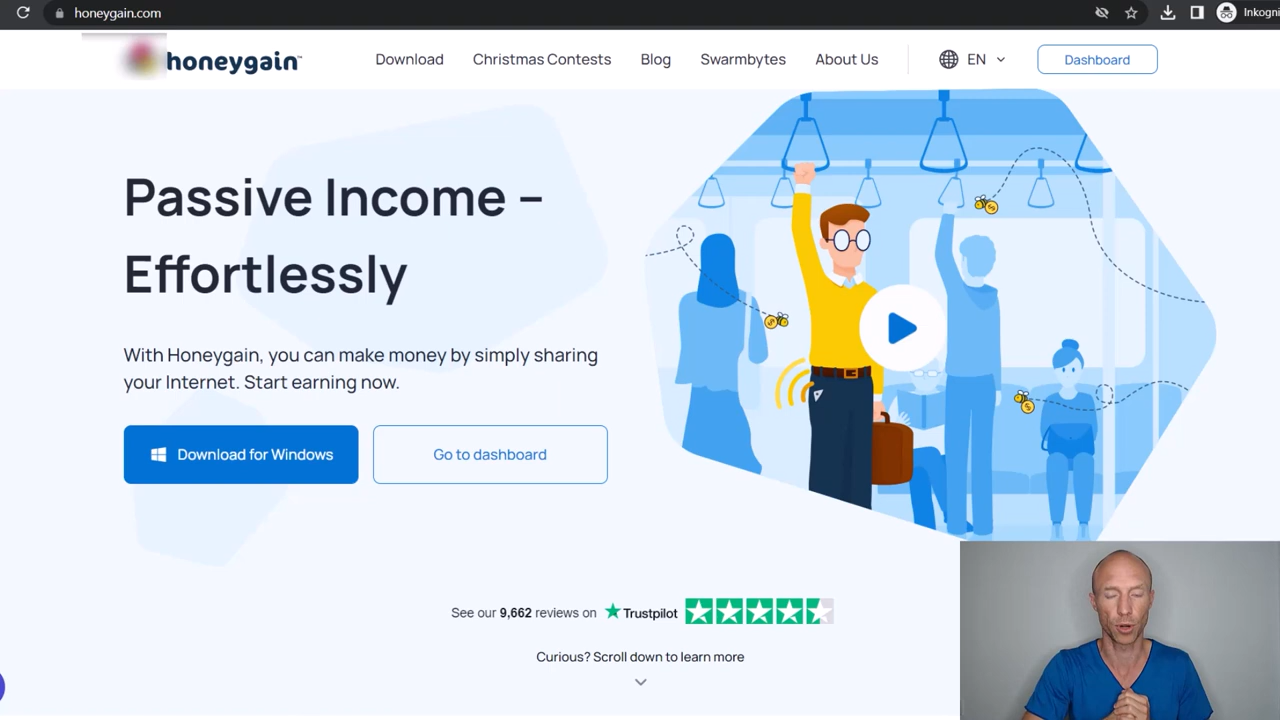 honeygain.com
Inkogni
honeygain™
Download
Christmas Contests
Blog
Swarmbytes
About Us
EN
Dashboard
Passive Income –
Effortlessly
With Honeygain, you can make money by simply sharing
your Internet. Start earning now.
Download for Windows
Go to dashboard
See our 9,662 reviews on Trustpilot
Curious? Scroll down to learn more